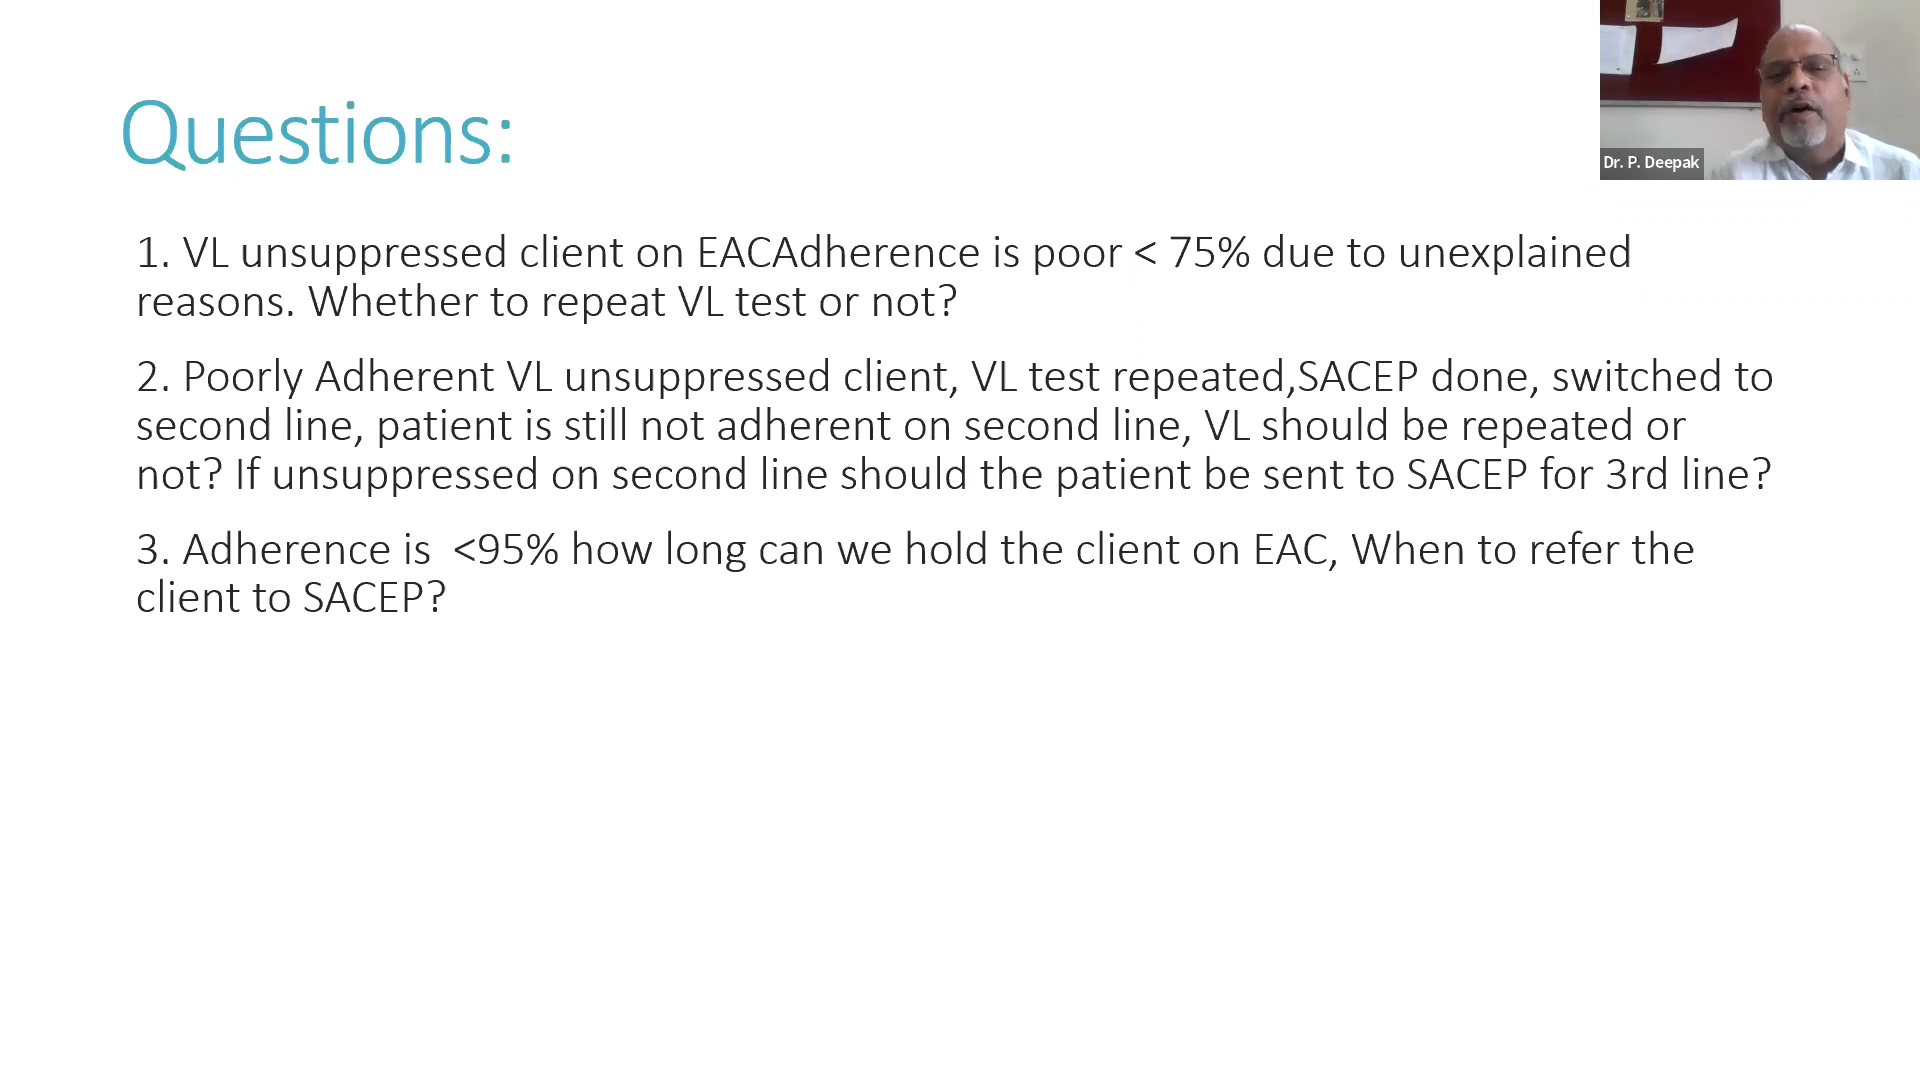 Questions:
Dr. P. Deepak
1. VL unsuppressed client on EACAdherence is poor < 75% due to unexplained
reasons. Whether to repeat VL test or not?
2. Poorly Adherent VL unsuppressed client, VL test repeated,SACEP done, switched to
second line, patient is still not adherent on second line, VL should be repeated or
not? If unsuppressed on second line should the patient be sent to SACEP for 3rd line?
3. Adherence is  <95% how long can we hold the client on EAC, When to refer the
client to SACEP?